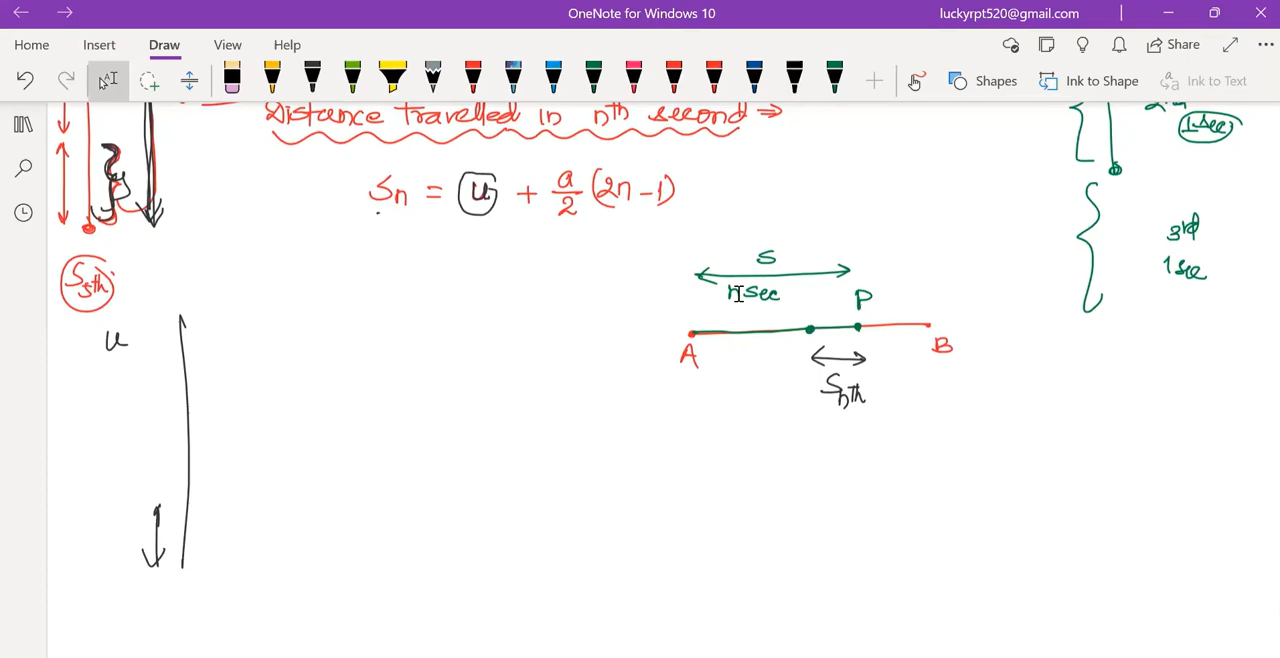 OneNote for Windows 10
luckyrpt520@gmail.com
Home Insert Draw View Help
Share
Shapes
Ink to Shape
Ink to Text
Distance travelled in nth second ⇒
1 sec
Sn = u + a/2 (2n-1)
S5th
3rd
1 sec
S
n sec
P
A
B
Snth
u